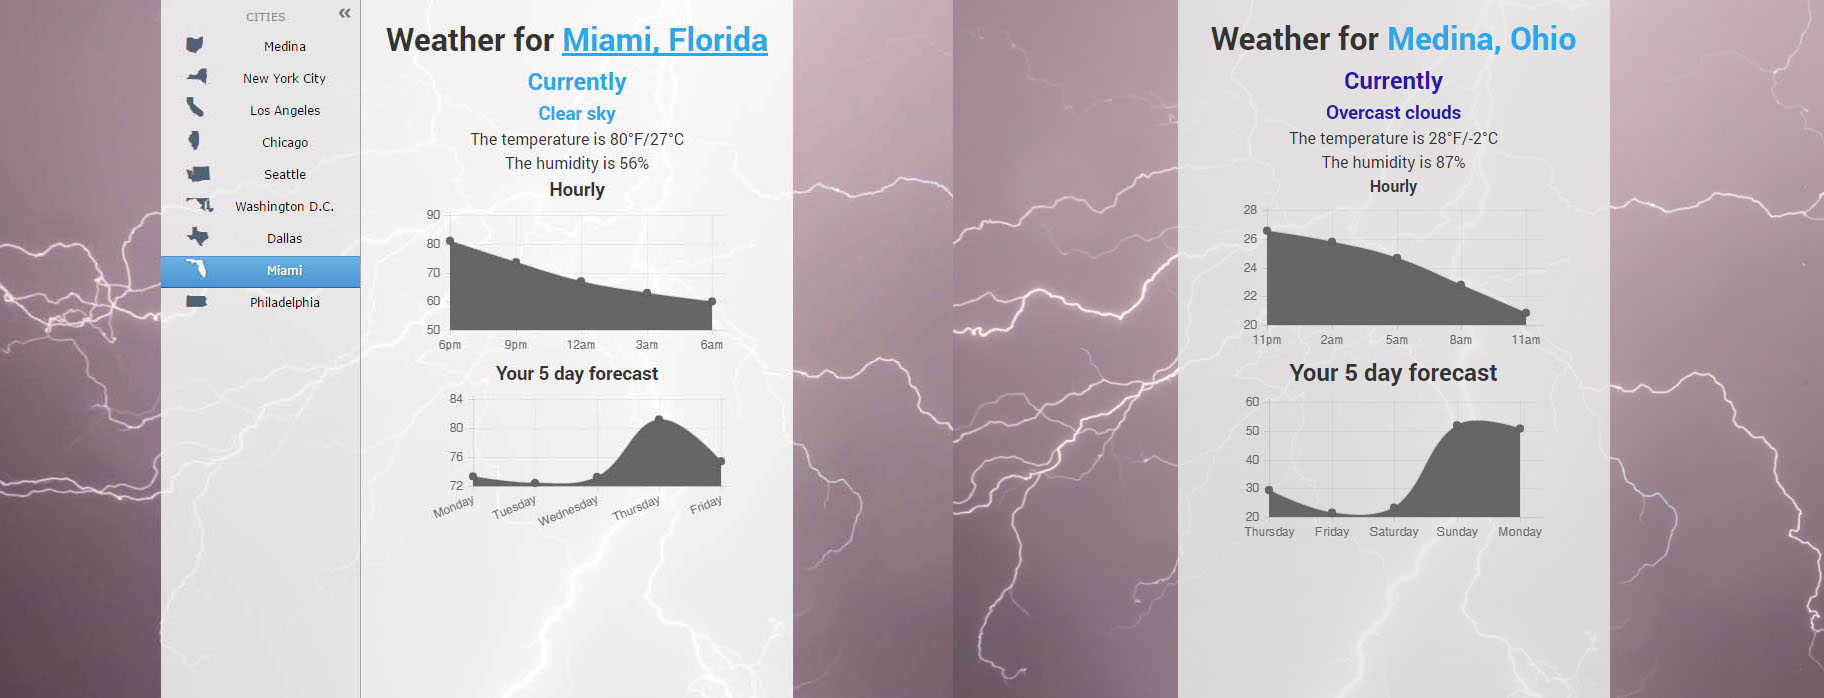 CITIES «
Medina
New York City
Los Angeles
Chicago
Seattle
Washington D.C.
Dallas
Miami
Philadelphia
Weather for Miami, Florida
Currently
Clear sky
The temperature is 80°F/27°C
The humidity is 56%
Hourly
90
80
70
60
50
6pm 9pm 12am 3am 6am
Your 5 day forecast
84
80
76
72
Monday Tuesday Wednesday Thursday Friday
Weather for Medina, Ohio
Currently
Overcast clouds
The temperature is 28°F/-2°C
The humidity is 87%
Hourly
28
26
24
22
20
11pm 2am 5am 8am 11am
Your 5 day forecast
60
50
40
30
20
Thursday Friday Saturday Sunday Monday